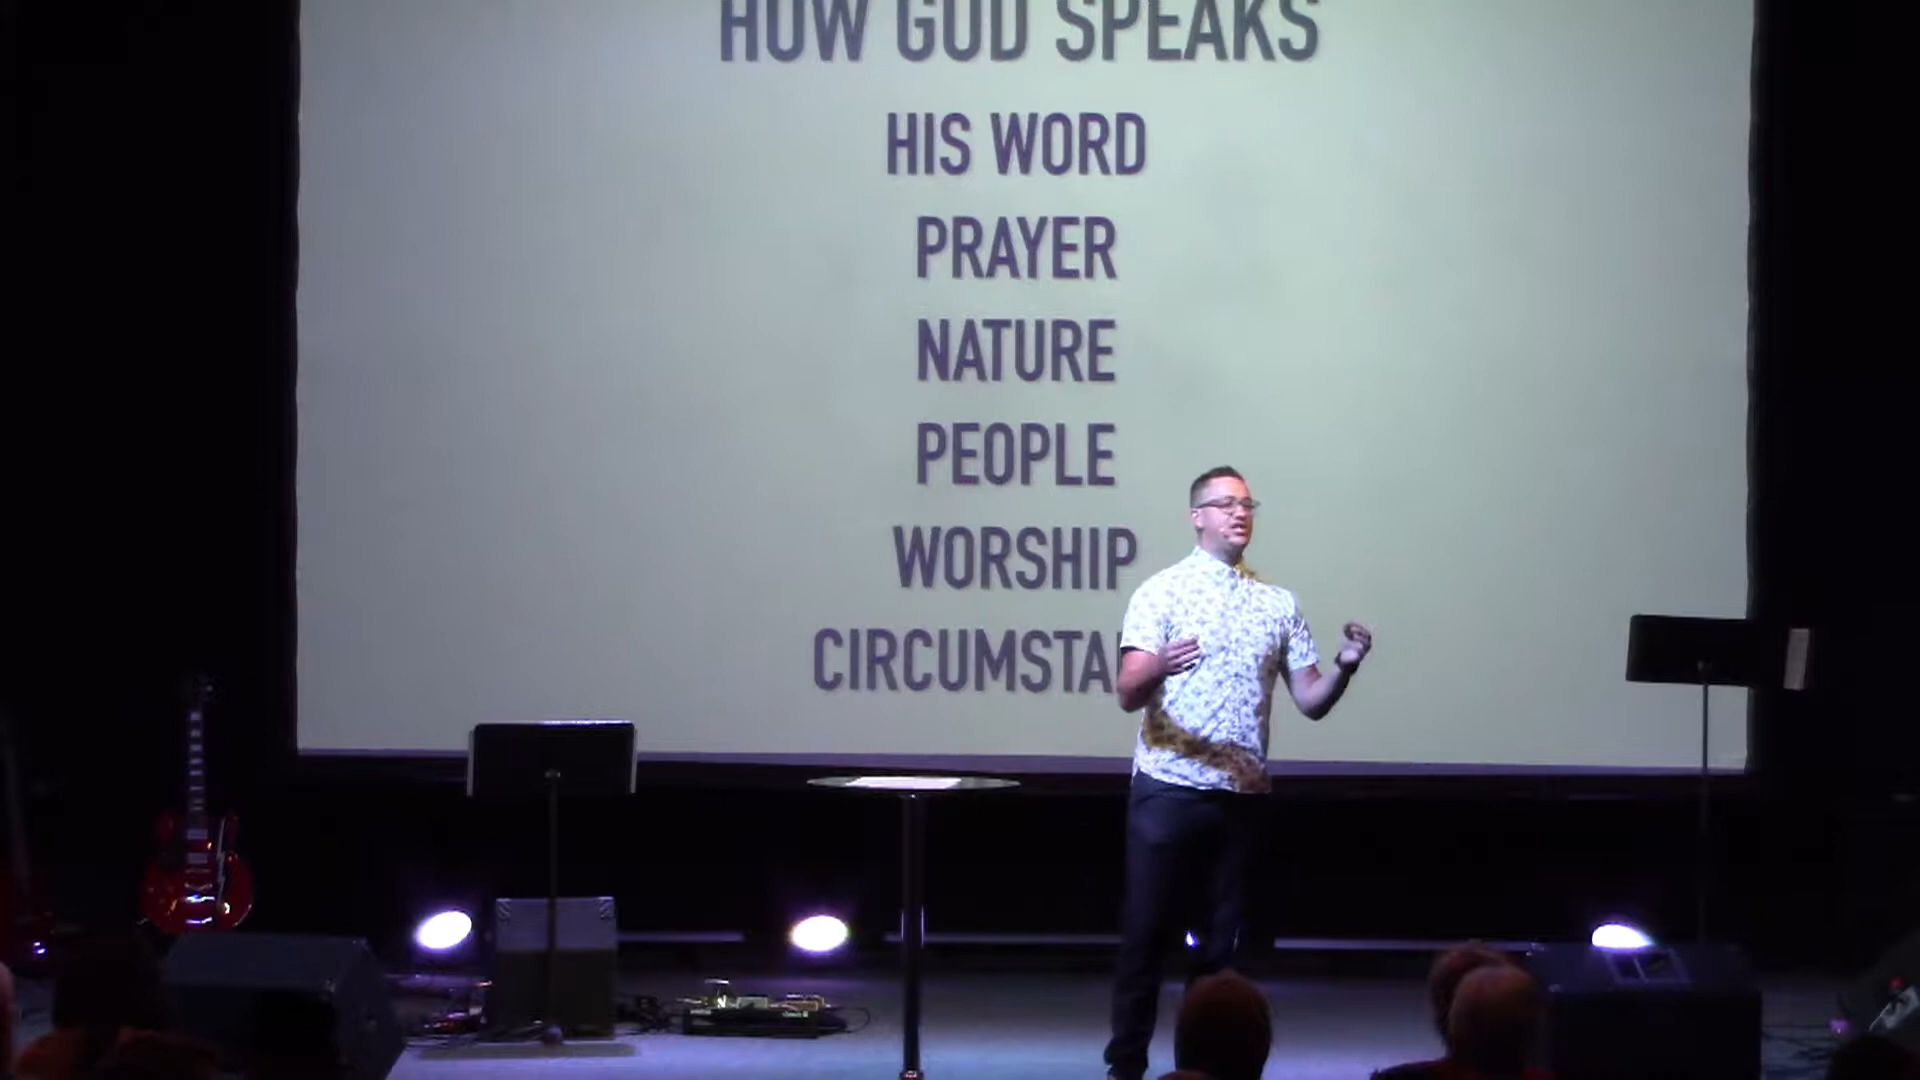 HOW GOD SPEAKS
HIS WORD
PRAYER
NATURE
PEOPLE
WORSHIP
CIRCUMSTA